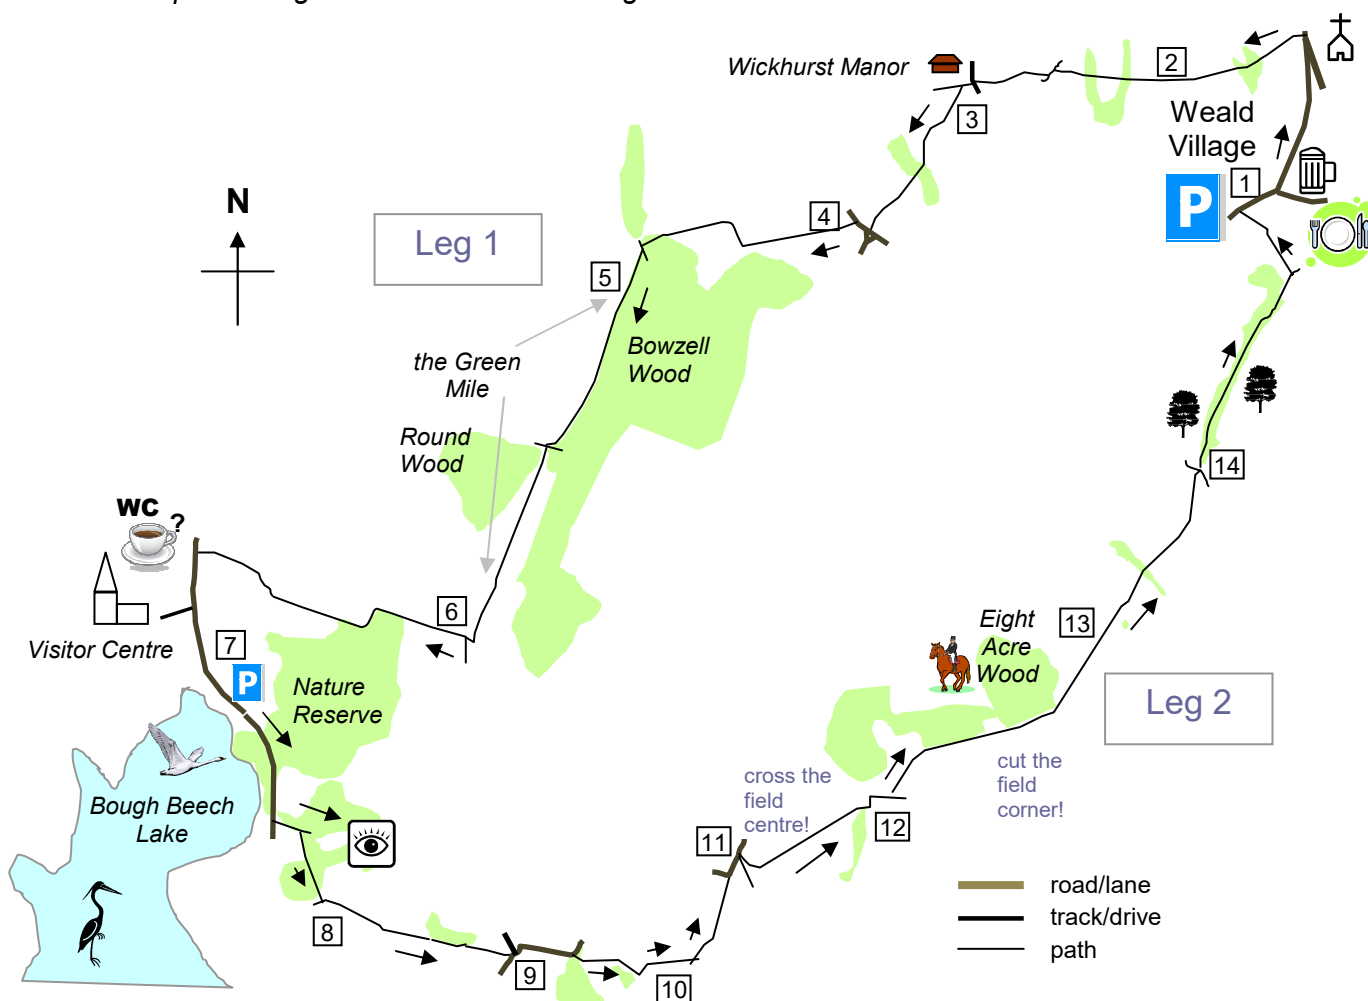 Wickhurst Manor
2
Weald
Village
3
1
P
N
4
Leg 1
5
Bowzell
Wood
the Green
Mile
Round
Wood
14
WC
?
6
Eight
Acre
Wood
13
Visitor Centre
7
P
Nature
Reserve
Leg 2
cross the
field
centre!
cut the
field
corner!
Bough Beech
Lake
12
11
road/lane
track/drive
path
8
9
10